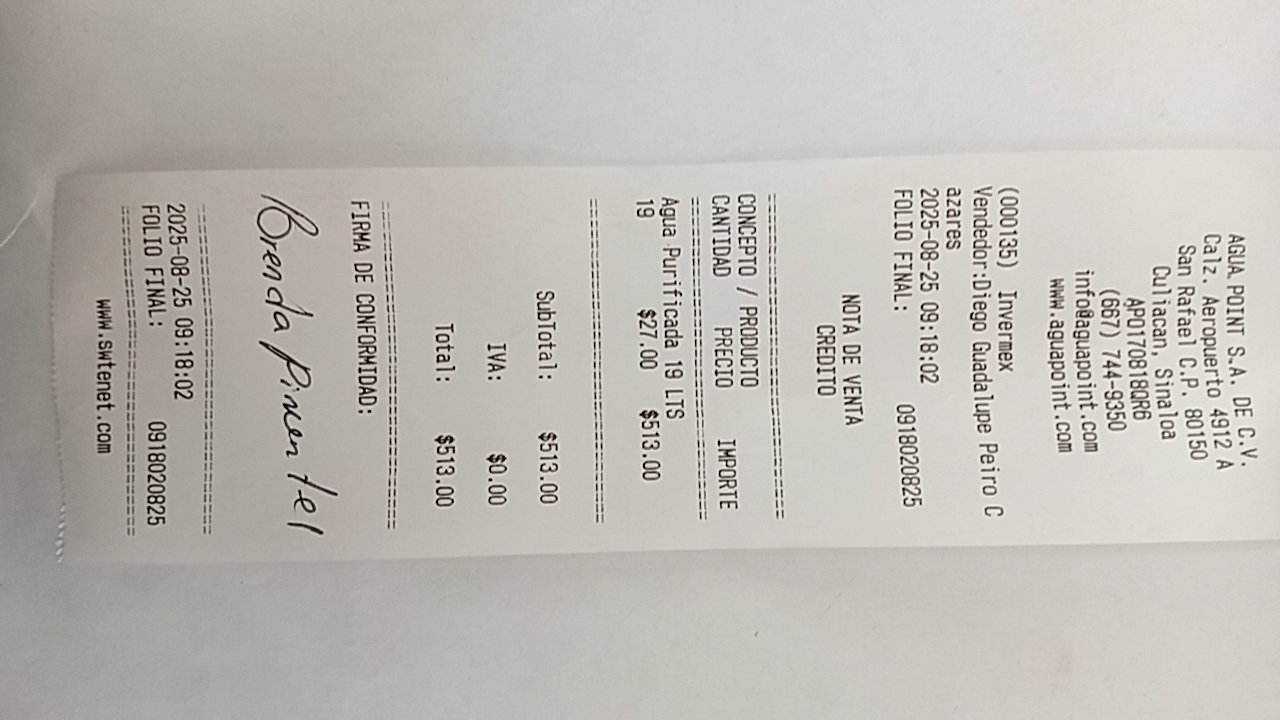 AGUA POINT S.A. DE C.V.
Calz. Aeropuerto 4912 A
San Rafael C.P. 80150
Culiacan, Sinaloa
APO170818QR6
(667) 744-9350
info@aguapoint.com
www.aguapoint.com
(000135) Invermex
Vendedor:Diego Guadalupe Peiro C
azares
2025-08-25 09:18:02
FOLIO FINAL: 0918020825
NOTA DE VENTA
CREDITO
CONCEPTO / PRODUCTO
CANTIDAD PRECIO IMPORTE
Agua Purificada 19 LTS
19 $27.00 $513.00
SubTotal: $513.00
IVA: $0.00
Total: $513.00
FIRMA DE CONFORMIDAD:
Brenda Pimentel
2025-08-25 09:18:02
FOLIO FINAL: 0918020825
www.swtenet.com